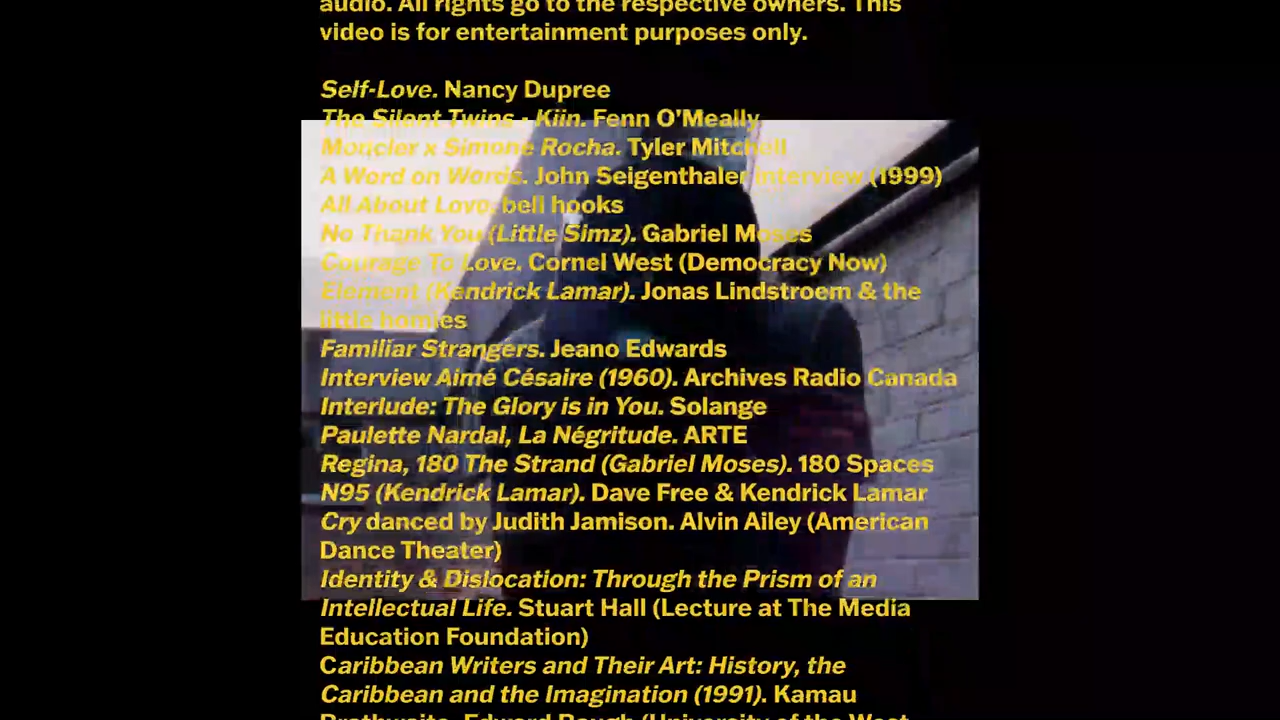 audio. All rights go to the respective owners. This
video is for entertainment purposes only.
Self-Love. Nancy Dupree
The Silent Twins - Kiin. Fenn O'Meally
Moncler x Simone Rocha. Tyler Mitchell
A Word on Words. John Seigenthaler Interview (1999)
All About Love. bell hooks
No Thank You (Little Simz). Gabriel Moses
Courage To Love. Cornel West (Democracy Now)
Element (Kendrick Lamar). Jonas Lindstroem & the
little homies
Familiar Strangers. Jeano Edwards
Interview Aimé Césaire (1960). Archives Radio Canada
Interlude: The Glory is in You. Solange
Paulette Nardal, La Négritude. ARTE
Regina, 180 The Strand (Gabriel Moses). 180 Spaces
N95 (Kendrick Lamar). Dave Free & Kendrick Lamar
Cry danced by Judith Jamison. Alvin Ailey (American
Dance Theater)
Identity & Dislocation: Through the Prism of an
Intellectual Life. Stuart Hall (Lecture at The Media
Education Foundation)
Caribbean Writers and Their Art: History, the
Caribbean and the Imagination (1991). Kamau
Brathwaite, Edward Baugh (University of the West